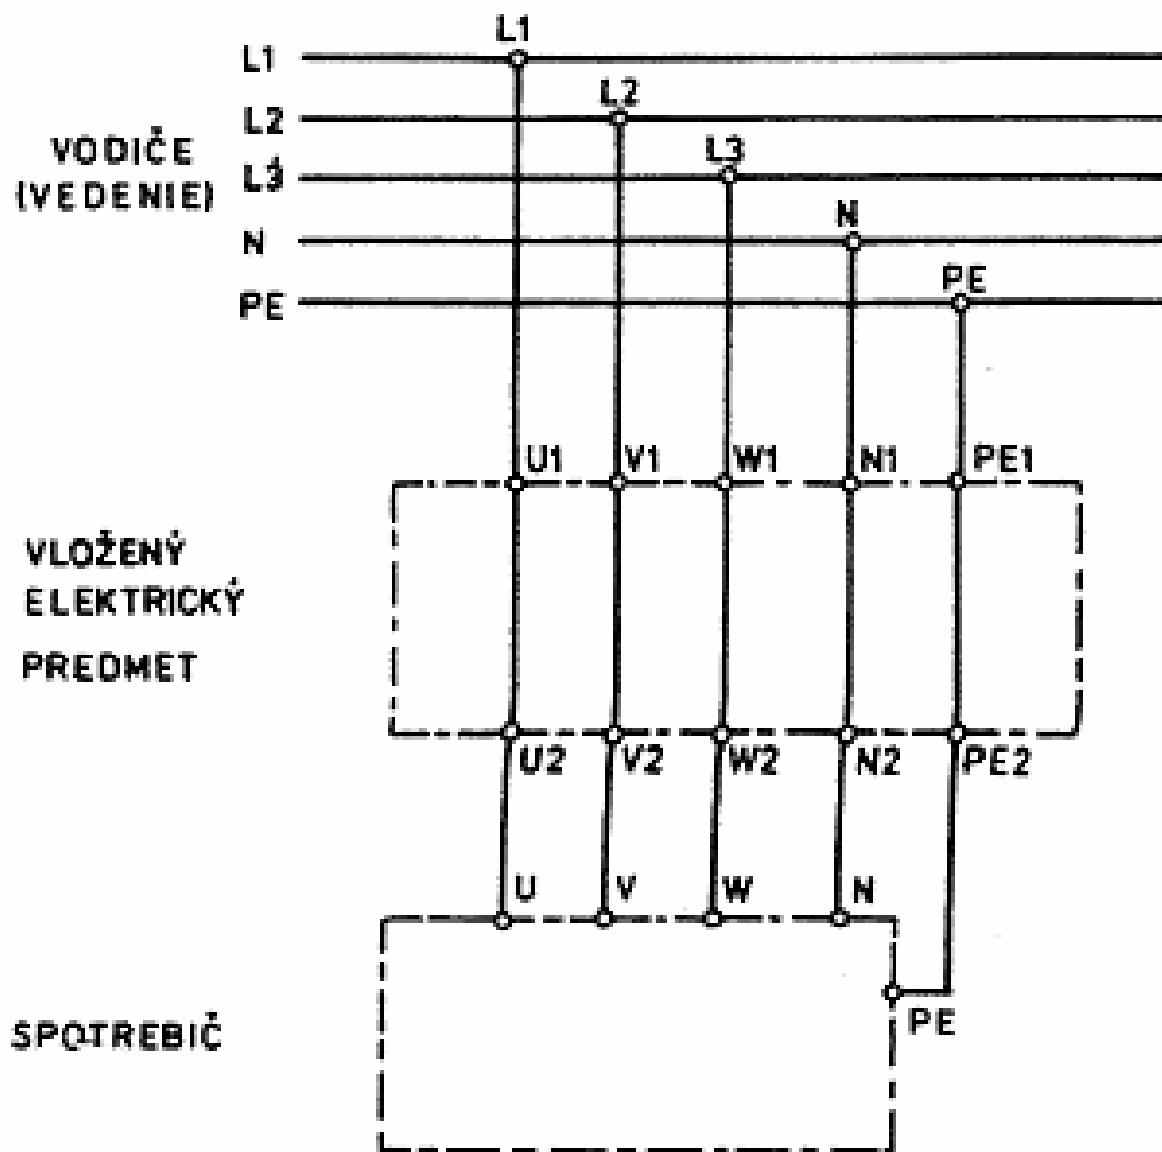 L1
L1
L2
L2
VODIČE
(VEDENIE)
L3
L3
N
N
PE
PE
U1 V1 W1 N1 PE1
VLOŽENÝ
ELEKTRICKÝ
PREDMET
U2 V2 W2 N2 PE2
U V W N
SPOTREBIČ
PE